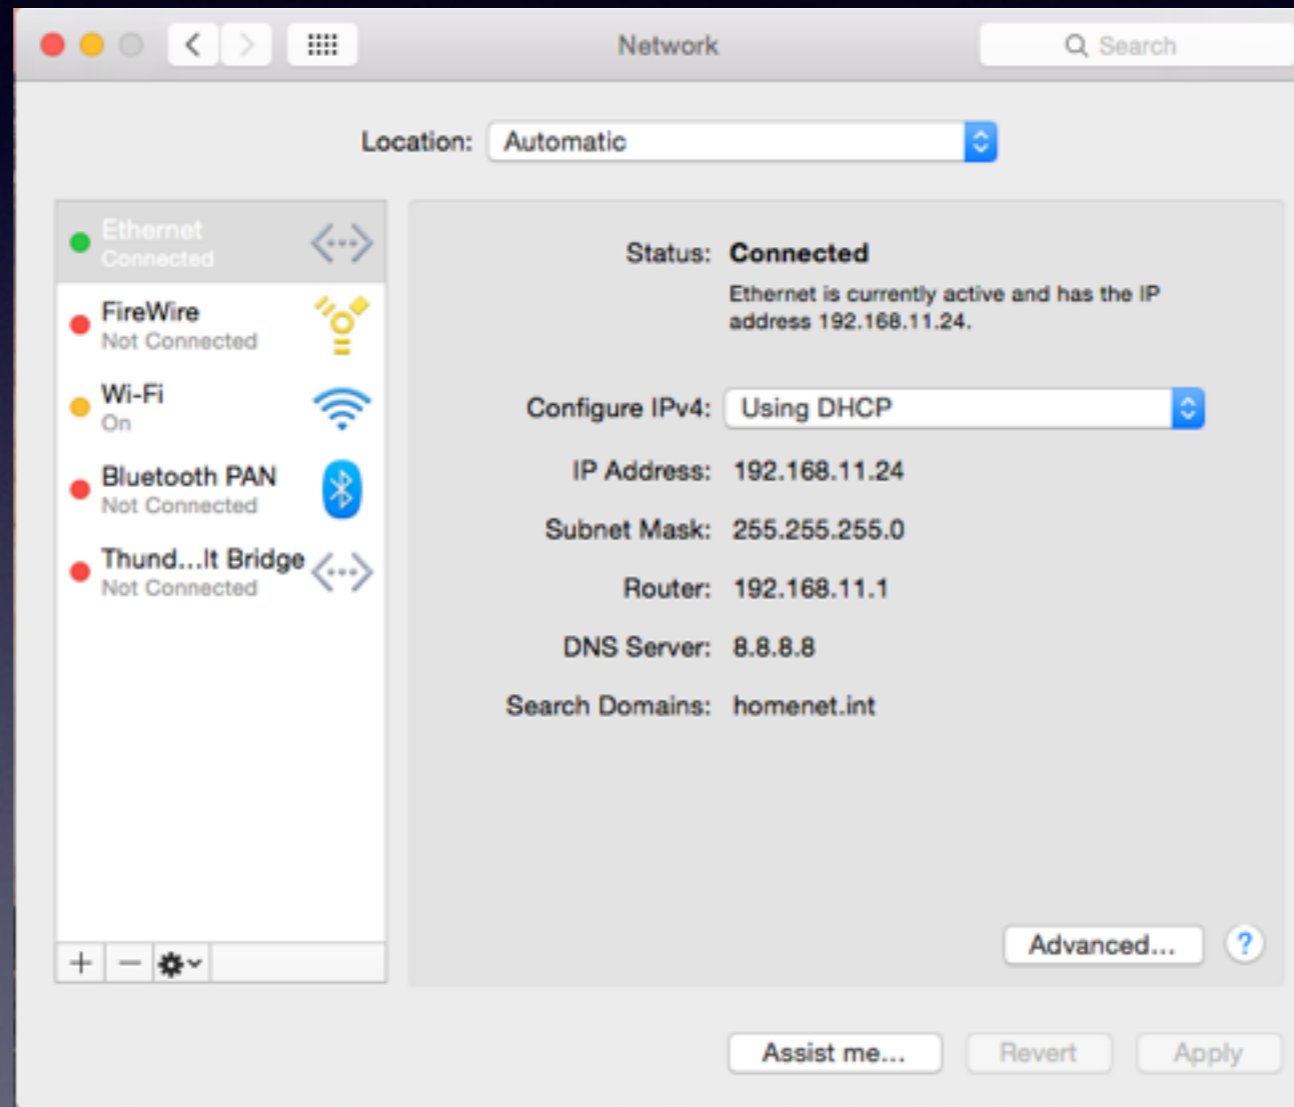 Network
Search
Location: Automatic
Ethernet
Connected
FireWire
Not Connected
Wi-Fi
On
Bluetooth PAN
Not Connected
Thund...lt Bridge
Not Connected
Status: Connected
Ethernet is currently active and has the IP
address 192.168.11.24.
Configure IPv4: Using DHCP
IP Address: 192.168.11.24
Subnet Mask: 255.255.255.0
Router: 192.168.11.1
DNS Server: 8.8.8.8
Search Domains: homenet.int
Advanced...
?
Assist me...
Revert
Apply